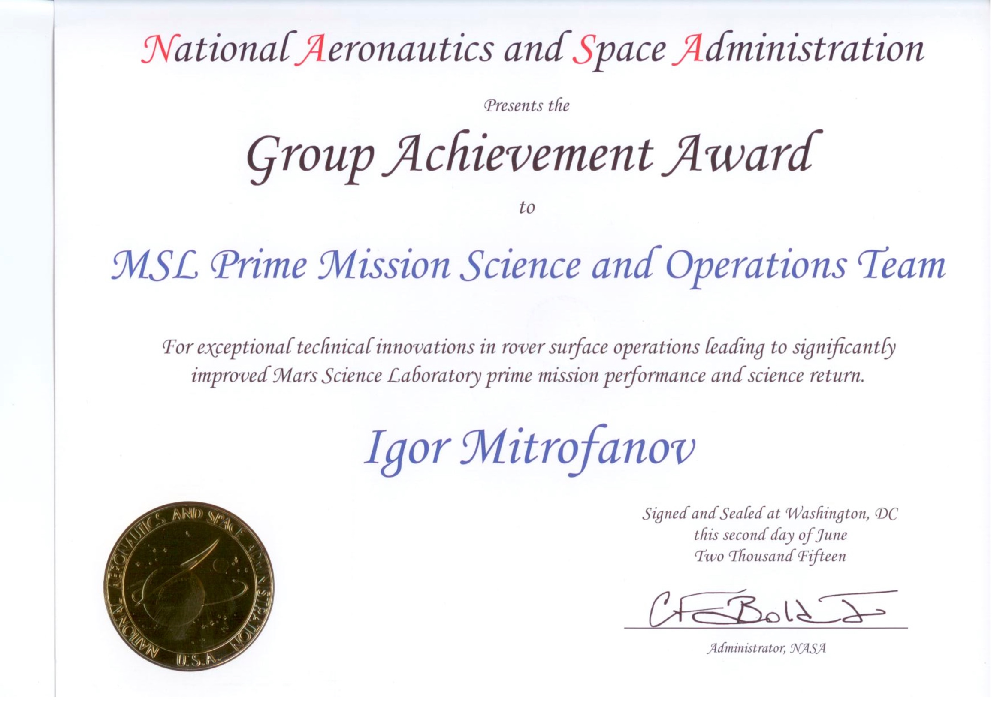 National Aeronautics and Space Administration
Presents the
Group Achievement Award
to
MSL Prime Mission Science and Operations Team
For exceptional technical innovations in rover surface operations leading to significantly
improved Mars Science Laboratory prime mission performance and science return.
Igor Mitrofanov
NATIONAL AERONAUTICS AND SPACE ADMINISTRATION
U.S.A.
Signed and Sealed at Washington, DC
this second day of June
Two Thousand Fifteen
CFBold Jr
Administrator, NASA